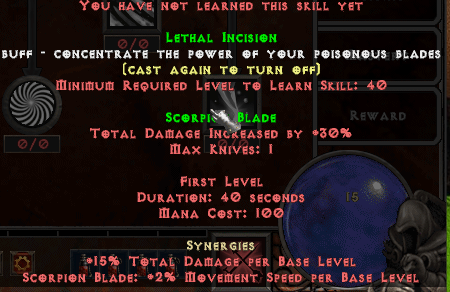 You have not learned this skill yet
Lethal Incision
buff - concentrate the power of your poisonous blades
(cast again to turn off)
Minimum Required Level to Learn Skill: 40
0/0
Scorpion Blade
Total Damage Increased by +30%
Max Knives: 1
Reward
0/0
0/0
First Level
Duration: 40 seconds
15
Mana Cost: 100
Synergies
+15% Total Damage per Base Level
Scorpion Blade: +2% Movement Speed per Base Level